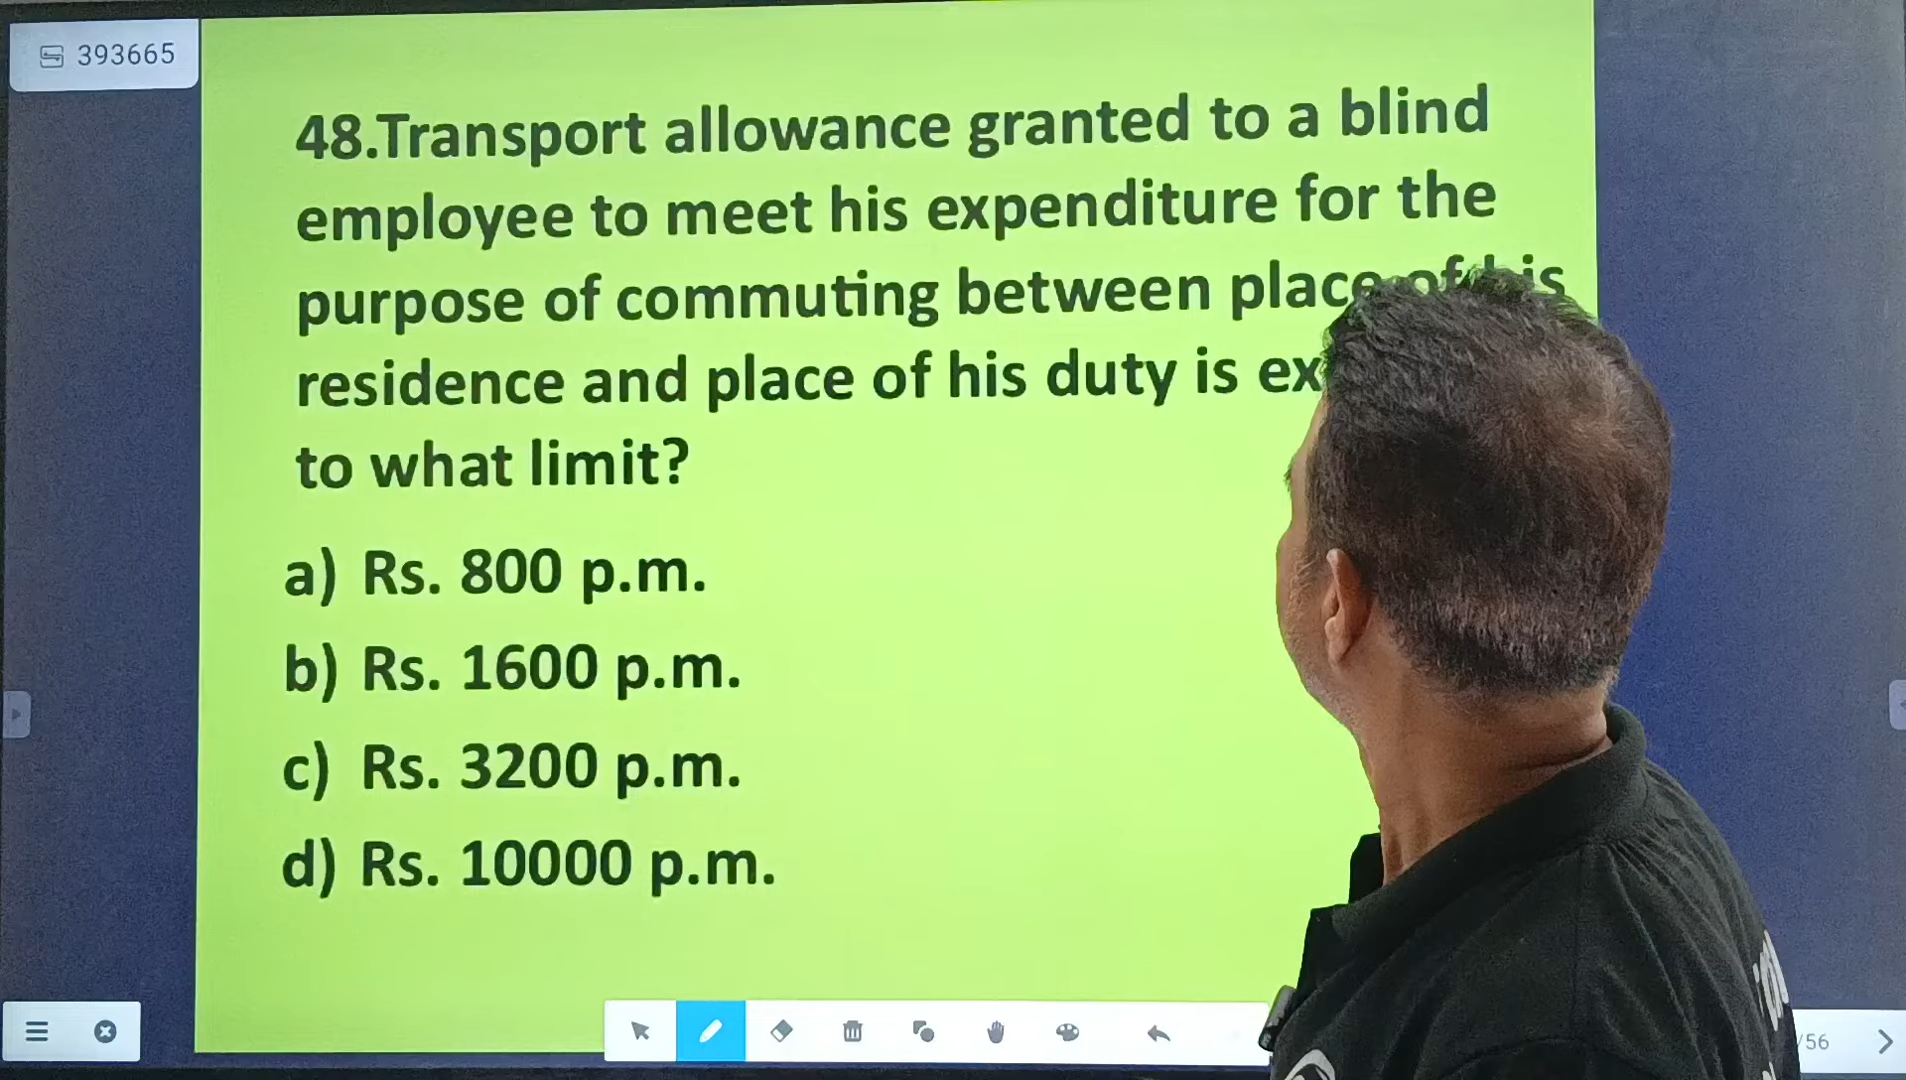 393665
48.Transport allowance granted to a blind
employee to meet his expenditure for the
purpose of commuting between place of his
residence and place of his duty is ex
to what limit?
a) Rs. 800 p.m.
b) Rs. 1600 p.m.
c) Rs. 3200 p.m.
d) Rs. 10000 p.m.
/56